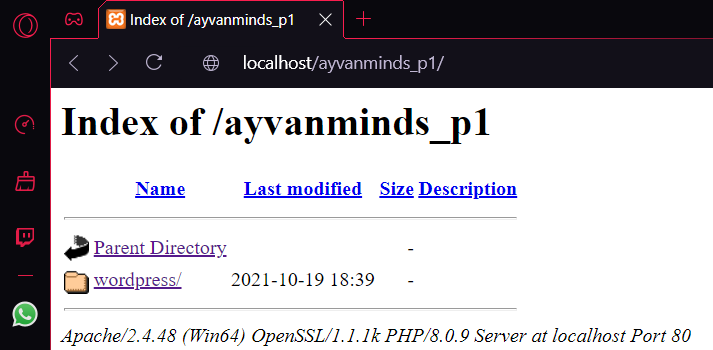 Index of /ayvanminds_p1
localhost/ayvanminds_p1/
Index of /ayvanminds_p1
Name Last modified Size Description
Parent Directory -
wordpress/ 2021-10-19 18:39 -
Apache/2.4.48 (Win64) OpenSSL/1.1.1k PHP/8.0.9 Server at localhost Port 80